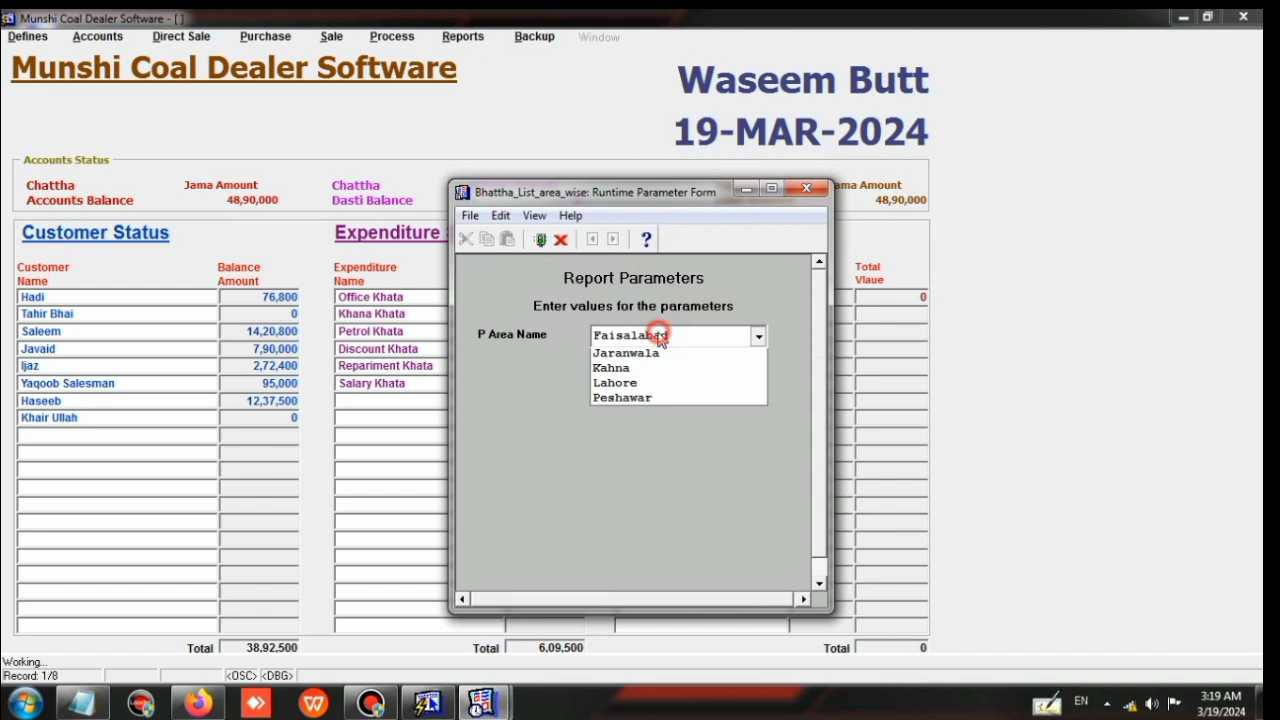 Munshi Coal Dealer Software - [ ]
Defines Accounts Direct Sale Purchase Sale Process Reports Backup Window
Munshi Coal Dealer Software
Waseem Butt
19-MAR-2024
Accounts Status
Chattha Jama Amount Chattha ama Amount
Accounts Balance 48,90,000 Dasti Balance 48,90,000
Customer Status Expenditure
Customer Balance Expenditure Total
Name Amount Name Vlaue
Hadi 76,800 Office Khata 0
Tahir Bhai 0 Khana Khata
Saleem 14,20,800 Petrol Khata
Javaid 7,90,000 Discount Khata
Ijaz 2,72,400 Repariment Khata
Yaqoob Salesman 95,000 Salary Khata
Haseeb 12,37,500
Khair Ullah 0
Total 38,92,500 Total 6,09,500 Total 0
Bhattha_List_area_wise: Runtime Parameter Form
File Edit View Help
Report Parameters
Enter values for the parameters
P Area Name Faisalabad
Jaranwala
Kahna
Lahore
Peshawar
Working...
Record: 1/8 <OSC> <DBG>
EN
3:19 AM
3/19/2024